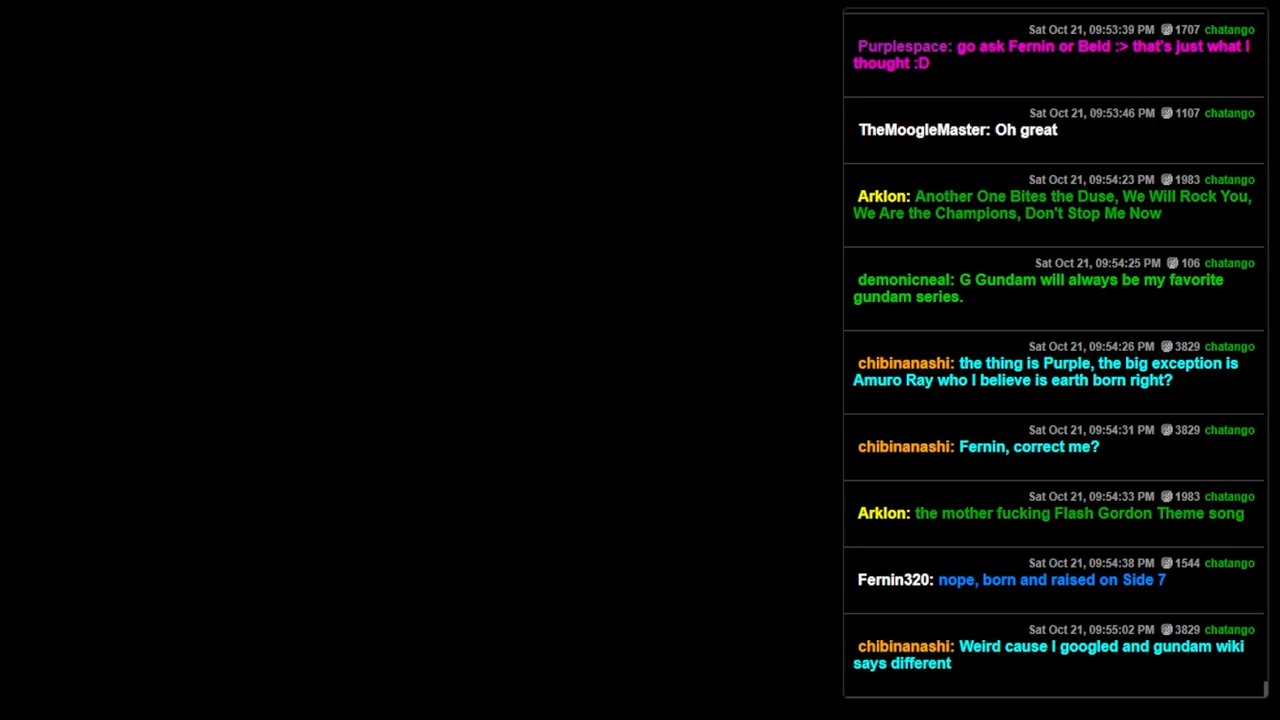 Sat Oct 21, 09:53:39 PM 1707 chatango
Purplespace: go ask Fernin or Beld :> that's just what I
thought :D
Sat Oct 21, 09:53:46 PM 1107 chatango
TheMoogleMaster: Oh great
Sat Oct 21, 09:54:23 PM 1983 chatango
Arklon: Another One Bites the Duse, We Will Rock You,
We Are the Champions, Don't Stop Me Now
Sat Oct 21, 09:54:25 PM 106 chatango
demonicneal: G Gundam will always be my favorite
gundam series.
Sat Oct 21, 09:54:26 PM 3829 chatango
chibinanashi: the thing is Purple, the big exception is
Amuro Ray who I believe is earth born right?
Sat Oct 21, 09:54:31 PM 3829 chatango
chibinanashi: Fernin, correct me?
Sat Oct 21, 09:54:33 PM 1983 chatango
Arklon: the mother fucking Flash Gordon Theme song
Sat Oct 21, 09:54:38 PM 1544 chatango
Fernin320: nope, born and raised on Side 7
Sat Oct 21, 09:55:02 PM 3829 chatango
chibinanashi: Weird cause I googled and gundam wiki
says different